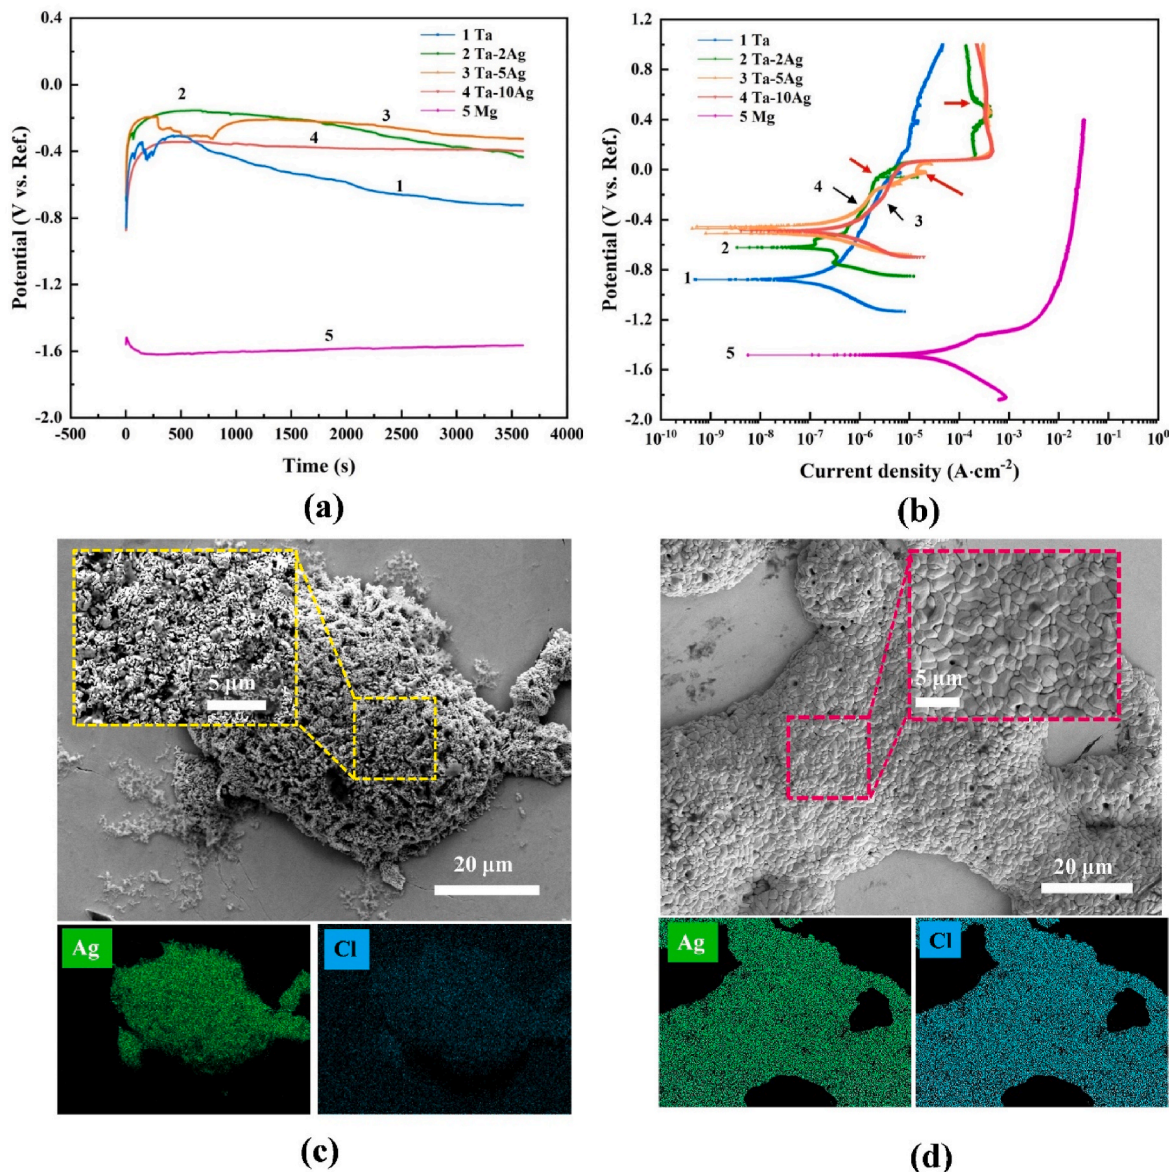 0.4
0.0
-0.4
-0.8
-1.2
-1.6
-2.0
Potential (V vs. Ref.)
1 Ta
2 Ta-2Ag
3 Ta-5Ag
4 Ta-10Ag
5 Mg
2
3
4
1
5
-500 0 500 1000 1500 2000 2500 3000 3500 4000
Time (s)
(a)
1.2
0.8
0.4
0.0
-0.4
-0.8
-1.2
-1.6
-2.0
Potential (V vs. Ref.)
1 Ta
2 Ta-2Ag
3 Ta-5Ag
4 Ta-10Ag
5 Mg
4
3
2
1
5
10⁻¹⁰ 10⁻⁹ 10⁻⁸ 10⁻⁷ 10⁻⁶ 10⁻⁵ 10⁻⁴ 10⁻³ 10⁻² 10⁻¹ 10⁰
Current density (A·cm⁻²)
(b)
5 μm
20 μm
Ag
Cl
(c)
5 μm
20 μm
Ag
Cl
(d)